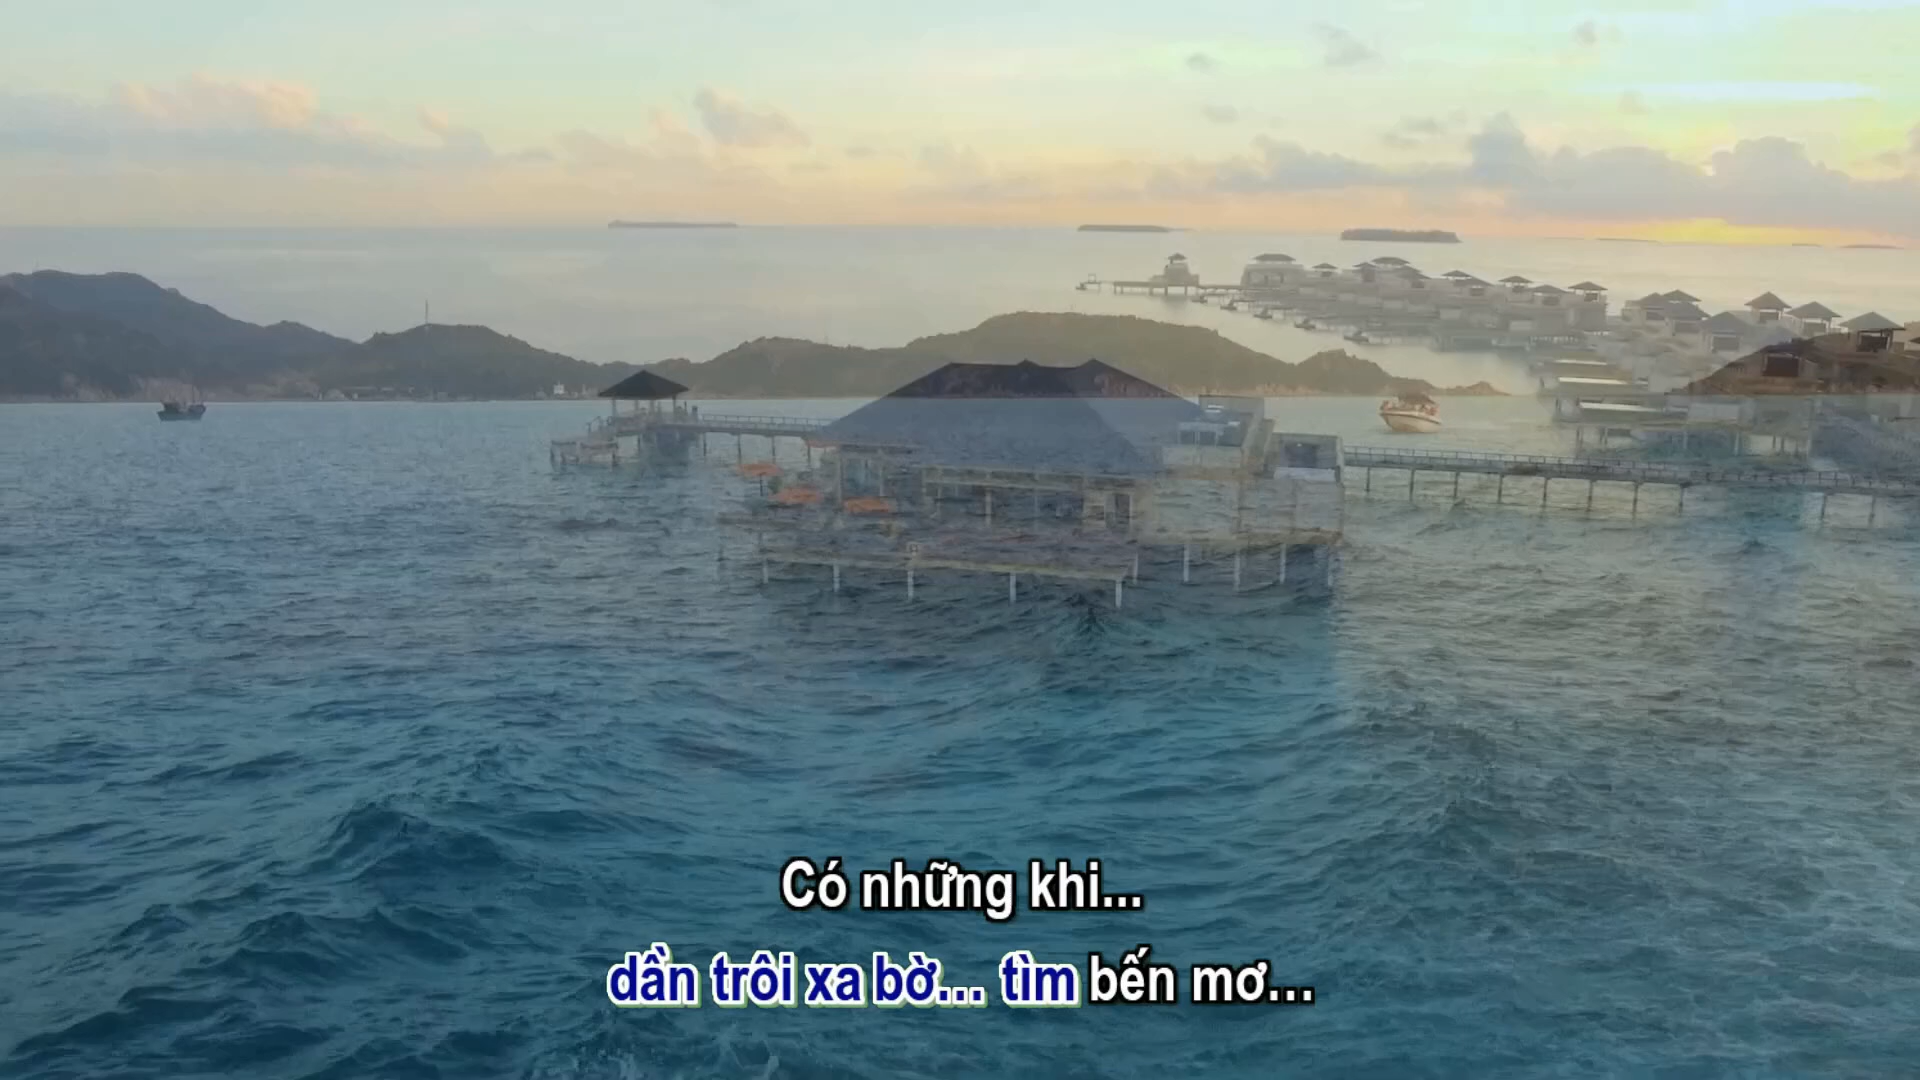 Có những khi...
dần trôi xa bờ... tìm bến mơ...